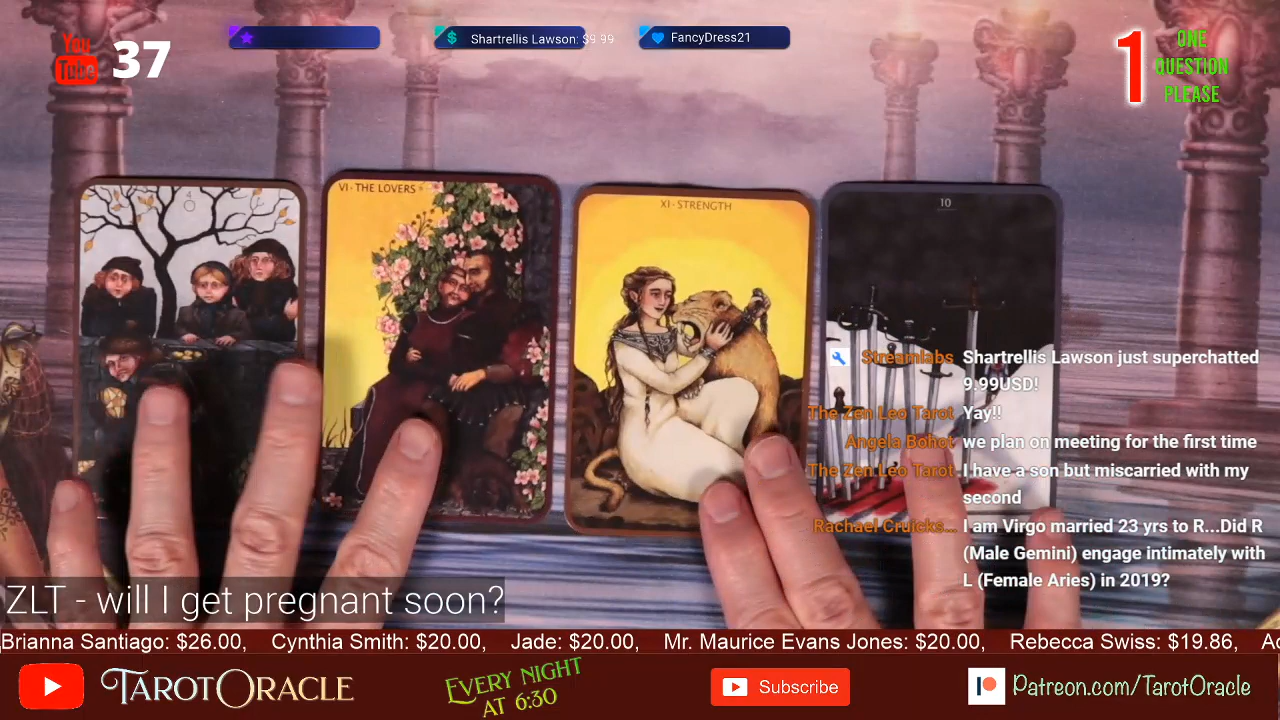 You
Tube
37
Shartrellis Lawson: $9.99
FancyDress21
1
ONE
QUESTION
PLEASE
4
VI · THE LOVERS
XI · STRENGTH
10
Streamlabs Shartrellis Lawson just superchatted
9.99USD!
The Zen Leo Tarot Yay!!
Angela Bohot we plan on meeting for the first time
The Zen Leo Tarot I have a son but miscarried with my
second
Rachael Cruicks... I am Virgo married 23 yrs to R...Did R
(Male Gemini) engage intimately with
L (Female Aries) in 2019?
ZLT - will I get pregnant soon?
Brianna Santiago: $26.00, Cynthia Smith: $20.00, Jade: $20.00, Mr. Maurice Evans Jones: $20.00, Rebecca Swiss: $19.86,
TAROTORACLE
EVERY NIGHT
AT 6:30
Subscribe
Patreon.com/TarotOracle